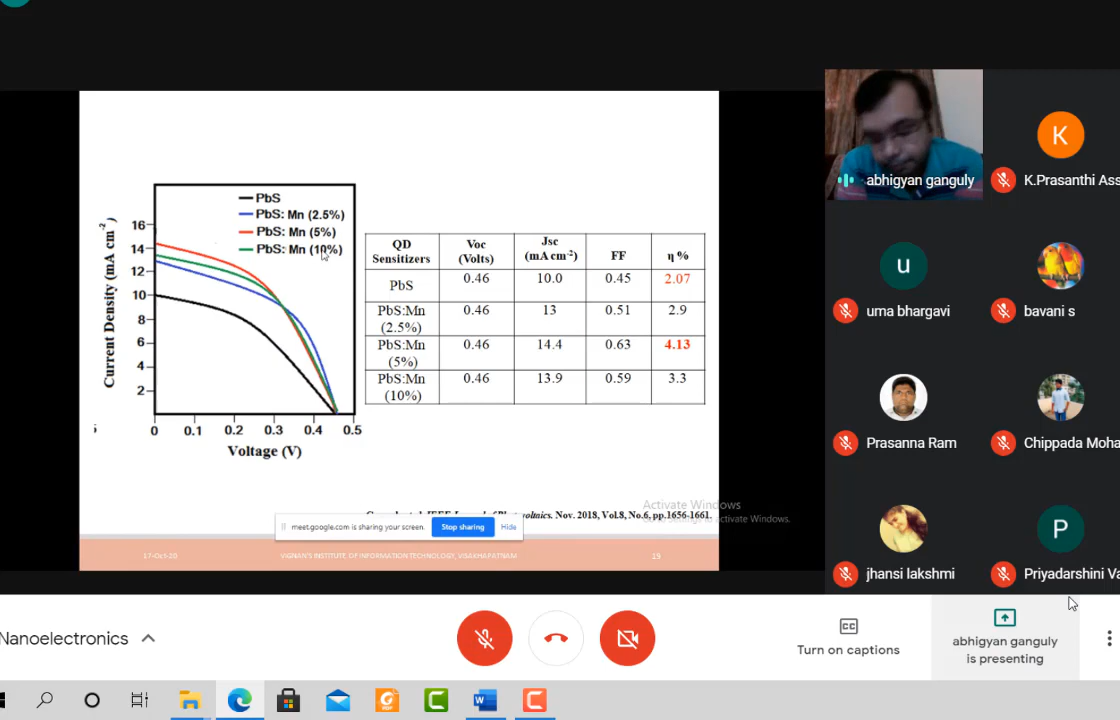 PbS
PbS: Mn (2.5%)
PbS: Mn (5%)
PbS: Mn (10%)
16
14
12
10
8
6
4
2
0 0.1 0.2 0.3 0.4 0.5
Current Density (mA cm-2)
Voltage (V)
QD Sensitizers Voc (Volts) Jsc (mA cm-2) FF η %
PbS 0.46 10.0 0.45 2.07
PbS:Mn (2.5%) 0.46 13 0.51 2.9
PbS:Mn (5%) 0.46 14.4 0.63 4.13
PbS:Mn (10%) 0.46 13.9 0.59 3.3
Nov. 2018, Vol.8, No.6, pp.1656-1661.
Activate Windows
Activate Windows.
meet.google.com is sharing your screen. Stop sharing Hide
17-Oct-20 VIGNAN'S INSTITUTE OF INFORMATION TECHNOLOGY, VISAKHAPATNAM 19
abhigyan ganguly
K
K.Prasanthi Ass
u
uma bhargavi
bavani s
Prasanna Ram
Chippada Moha
jhansi lakshmi
P
Priyadarshini Va
Nanoelectronics
CC
Turn on captions
abhigyan ganguly
is presenting